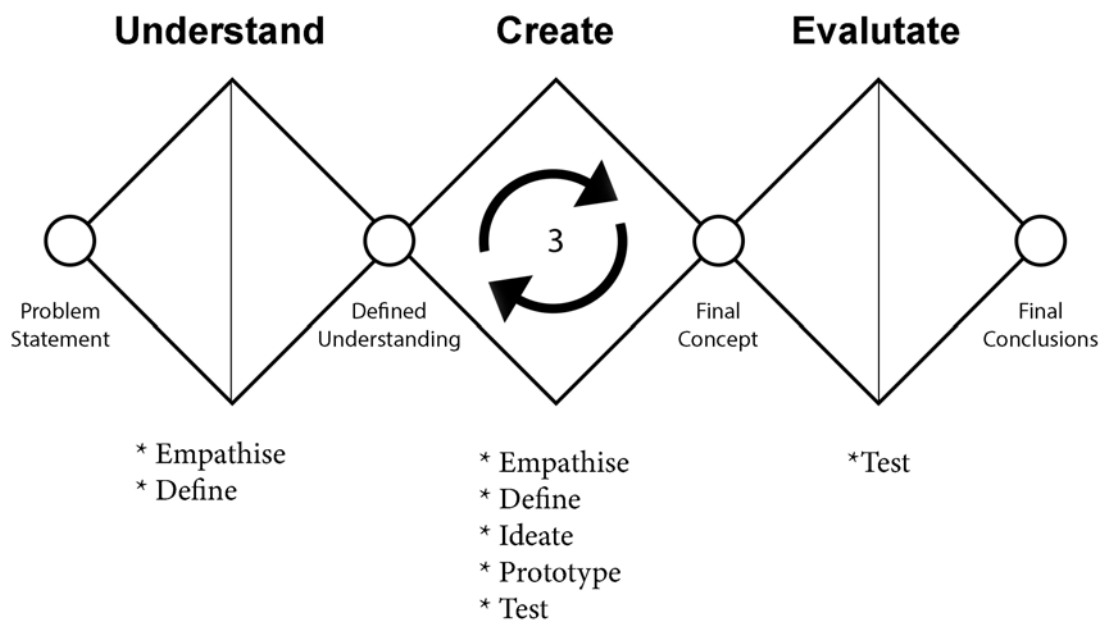 Understand
Create
Evalutate
3
Problem
Statement
Defined
Understanding
Final
Concept
Final
Conclusions
* Empathise
* Define
* Empathise
* Define
* Ideate
* Prototype
* Test
*Test